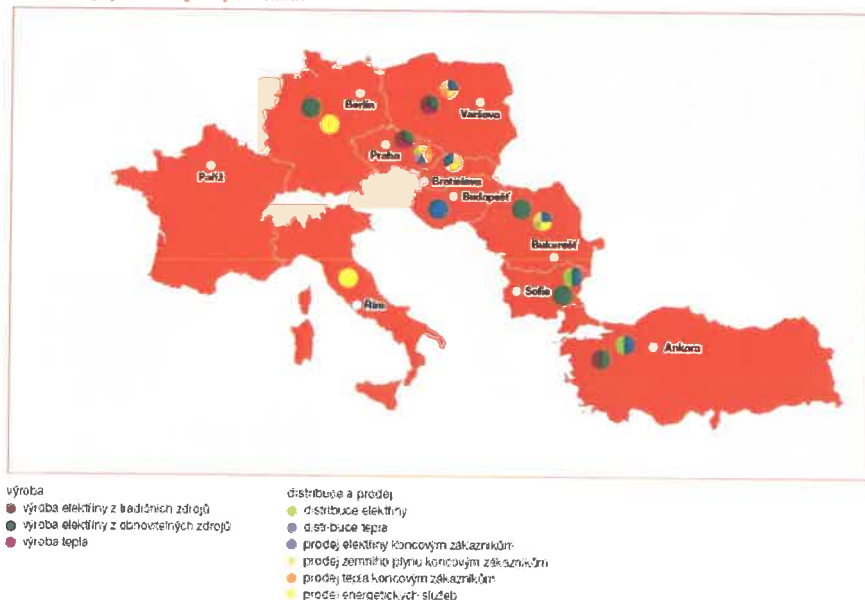 Berlín
Varšava
Praha
Paříž
Bratislava
Budapešť
Bukurešť
Sofie
Řím
Ankara
výroba
výroba elektřiny z tradičních zdrojů
výroba elektřiny z obnovitelných zdrojů
výroba tepla
distribuce a prodej
distribuce elektřiny
distribuce tepla
prodej elektřiny koncovým zákazníkům
prodej zemního plynu koncovým zákazníkům
prodej tepla koncovým zákazníkům
prodej energetických služeb